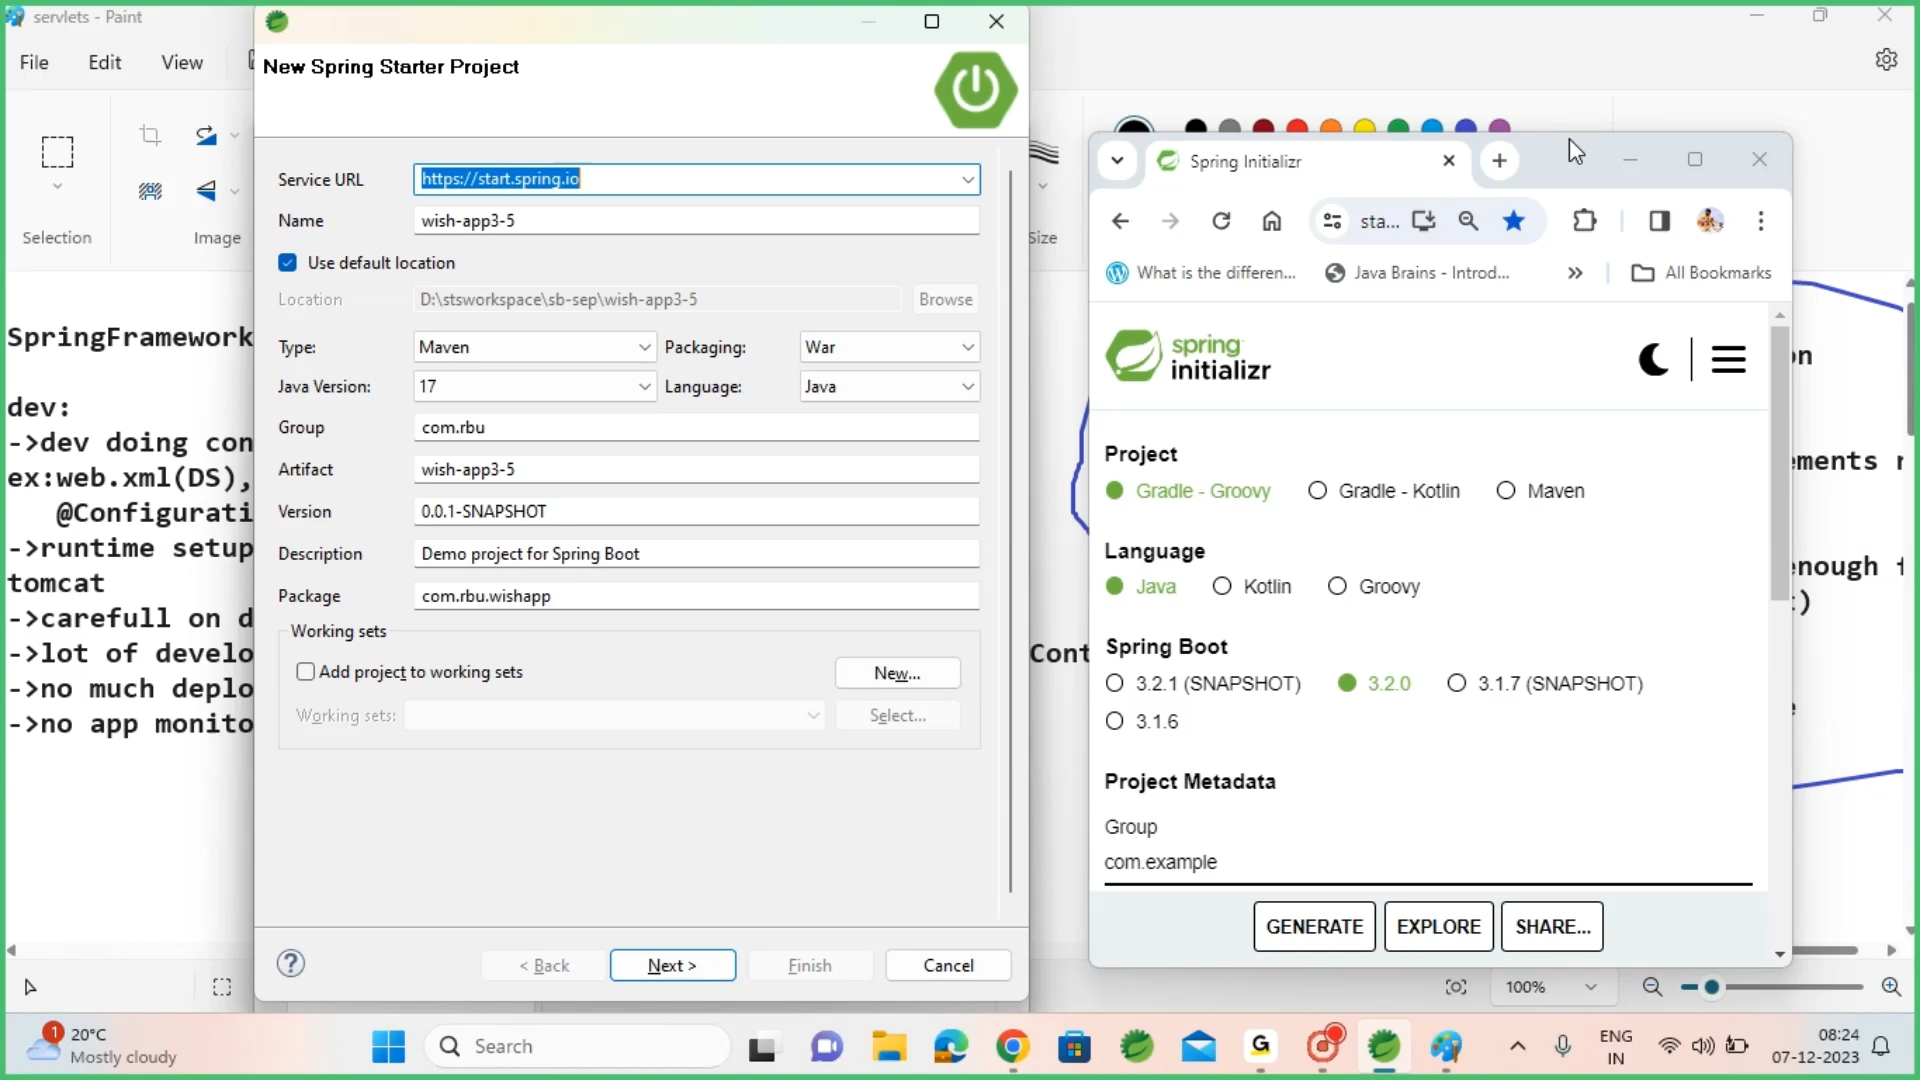 servlets - Paint
File
Edit
View
Selection
Image
Size
SpringFramework
dev:
->dev doing con
ex:web.xml(DS),
@Configurati
->runtime setup
tomcat
->carefull on d
->lot of develo
->no much deplo
->no app monito
Cont
on
ements r
enough f
New Spring Starter Project
Service URL
https://start.spring.io
Name
wish-app3-5
Use default location
Location
D:\stsworkspace\sb-sep\wish-app3-5
Browse
Type:
Maven
Packaging:
War
Java Version:
17
Language:
Java
Group
com.rbu
Artifact
wish-app3-5
Version
0.0.1-SNAPSHOT
Description
Demo project for Spring Boot
Package
com.rbu.wishapp
Working sets
Add project to working sets
New...
Working sets:
Select...
?
< Back
Next >
Finish
Cancel
Spring Initializr
sta...
What is the differen...
Java Brains - Introd...
»
All Bookmarks
spring
initializr
Project
Gradle - Groovy
Gradle - Kotlin
Maven
Language
Java
Kotlin
Groovy
Spring Boot
3.2.1 (SNAPSHOT)
3.2.0
3.1.7 (SNAPSHOT)
3.1.6
Project Metadata
Group
com.example
GENERATE
EXPLORE
SHARE...
100%
1
20°C
Mostly cloudy
Search
G
ENG
IN
08:24
07-12-2023